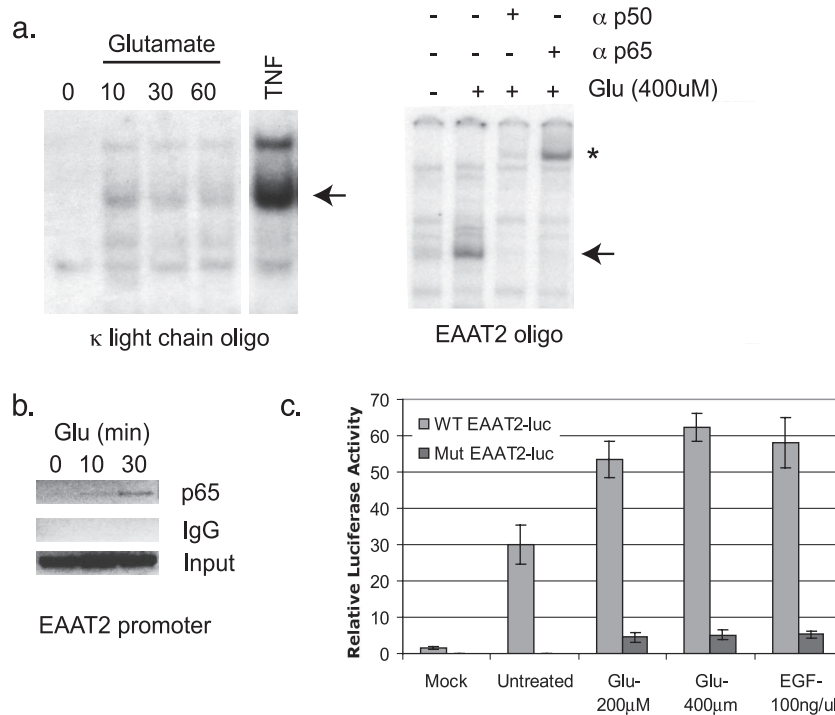 a.
Glutamate
0 10 30 60 TNF
κ light chain oligo
- - + - α p50
- - - + α p65
- + + + Glu (400uM)
*
EAAT2 oligo
b.
Glu (min)
0 10 30
p65
IgG
Input
EAAT2 promoter
c.
Relative Luciferase Activity
70
60
50
40
30
20
10
0
WT EAAT2-luc
Mut EAAT2-luc
Mock
Untreated
Glu-
200μM
Glu-
400μm
EGF-
100ng/ul